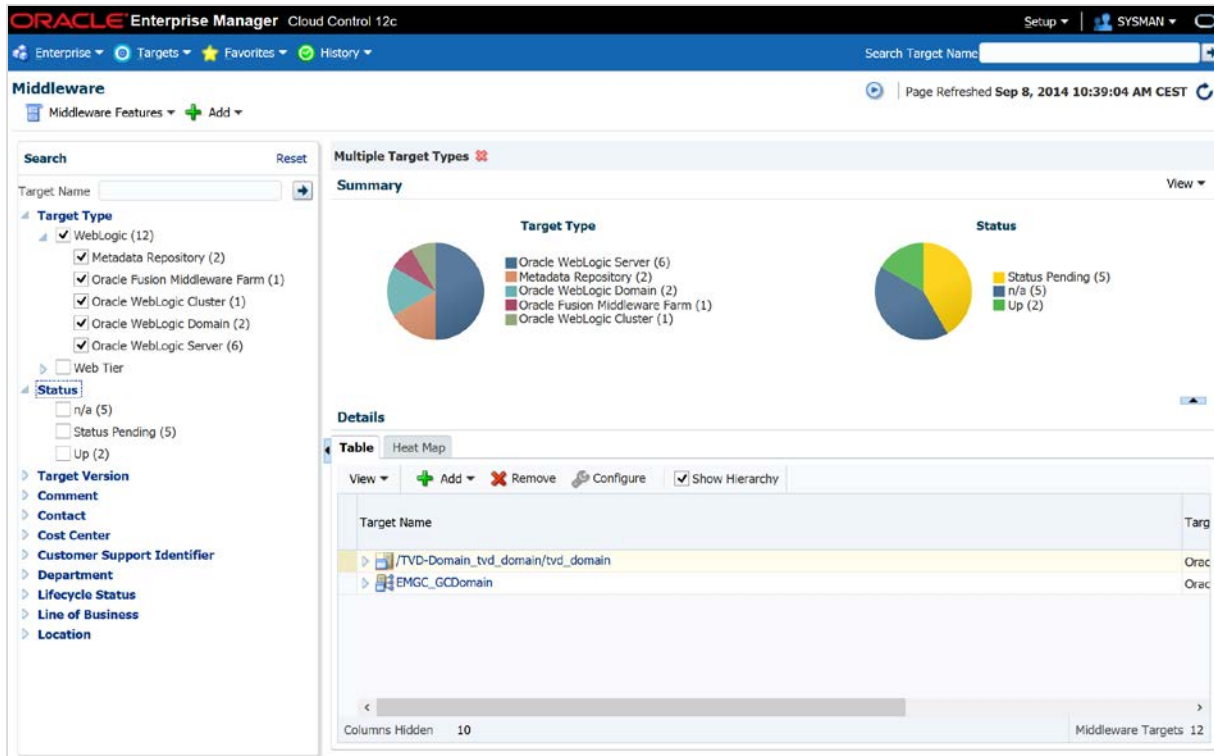 ORACLE Enterprise Manager Cloud Control 12c
Setup
SYSMAN
Enterprise
Targets
Favorites
History
Search Target Name
Middleware
Page Refreshed Sep 8, 2014 10:39:04 AM CEST
Middleware Features
Add
Search
Reset
Target Name
Target Type
WebLogic (12)
Metadata Repository (2)
Oracle Fusion Middleware Farm (1)
Oracle WebLogic Cluster (1)
Oracle WebLogic Domain (2)
Oracle WebLogic Server (6)
Web Tier
Status
n/a (5)
Status Pending (5)
Up (2)
Target Version
Comment
Contact
Cost Center
Customer Support Identifier
Department
Lifecycle Status
Line of Business
Location
Multiple Target Types
Summary
View
Target Type
Oracle WebLogic Server (6)
Metadata Repository (2)
Oracle WebLogic Domain (2)
Oracle Fusion Middleware Farm (1)
Oracle WebLogic Cluster (1)
Status
Status Pending (5)
n/a (5)
Up (2)
Details
Table
Heat Map
View
Add
Remove
Configure
Show Hierarchy
Target Name
Targ
/TVD-Domain_tvd_domain/tvd_domain
Orac
EMGC_GCDomain
Orac
Columns Hidden 10
Middleware Targets 12